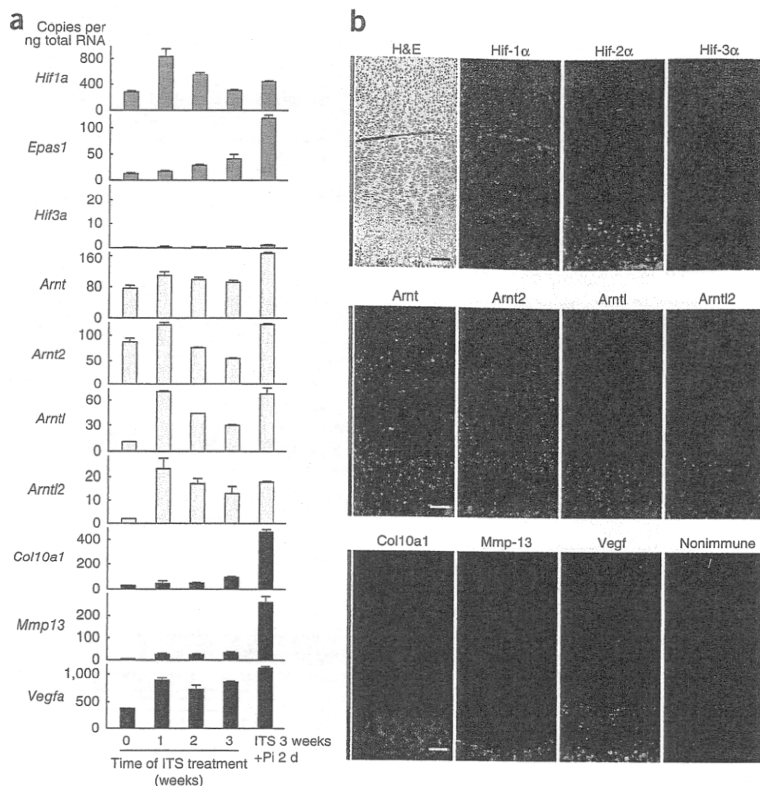 a
Copies per
ng total RNA
Hif1a
800
400
0
Epas1
100
50
0
Hif3a
20
10
0
Arnt
160
80
0
Arnt2
100
50
0
Arntl
60
30
0
Arntl2
20
10
0
Col10a1
400
200
0
Mmp13
200
100
0
Vegfa
1,000
500
0
0 1 2 3 ITS 3 weeks
+Pi 2 d
Time of ITS treatment
(weeks)
b
H&E Hif-1α Hif-2α Hif-3α
Arnt Arnt2 Arntl Arntl2
Col10a1 Mmp-13 Vegf Nonimmune